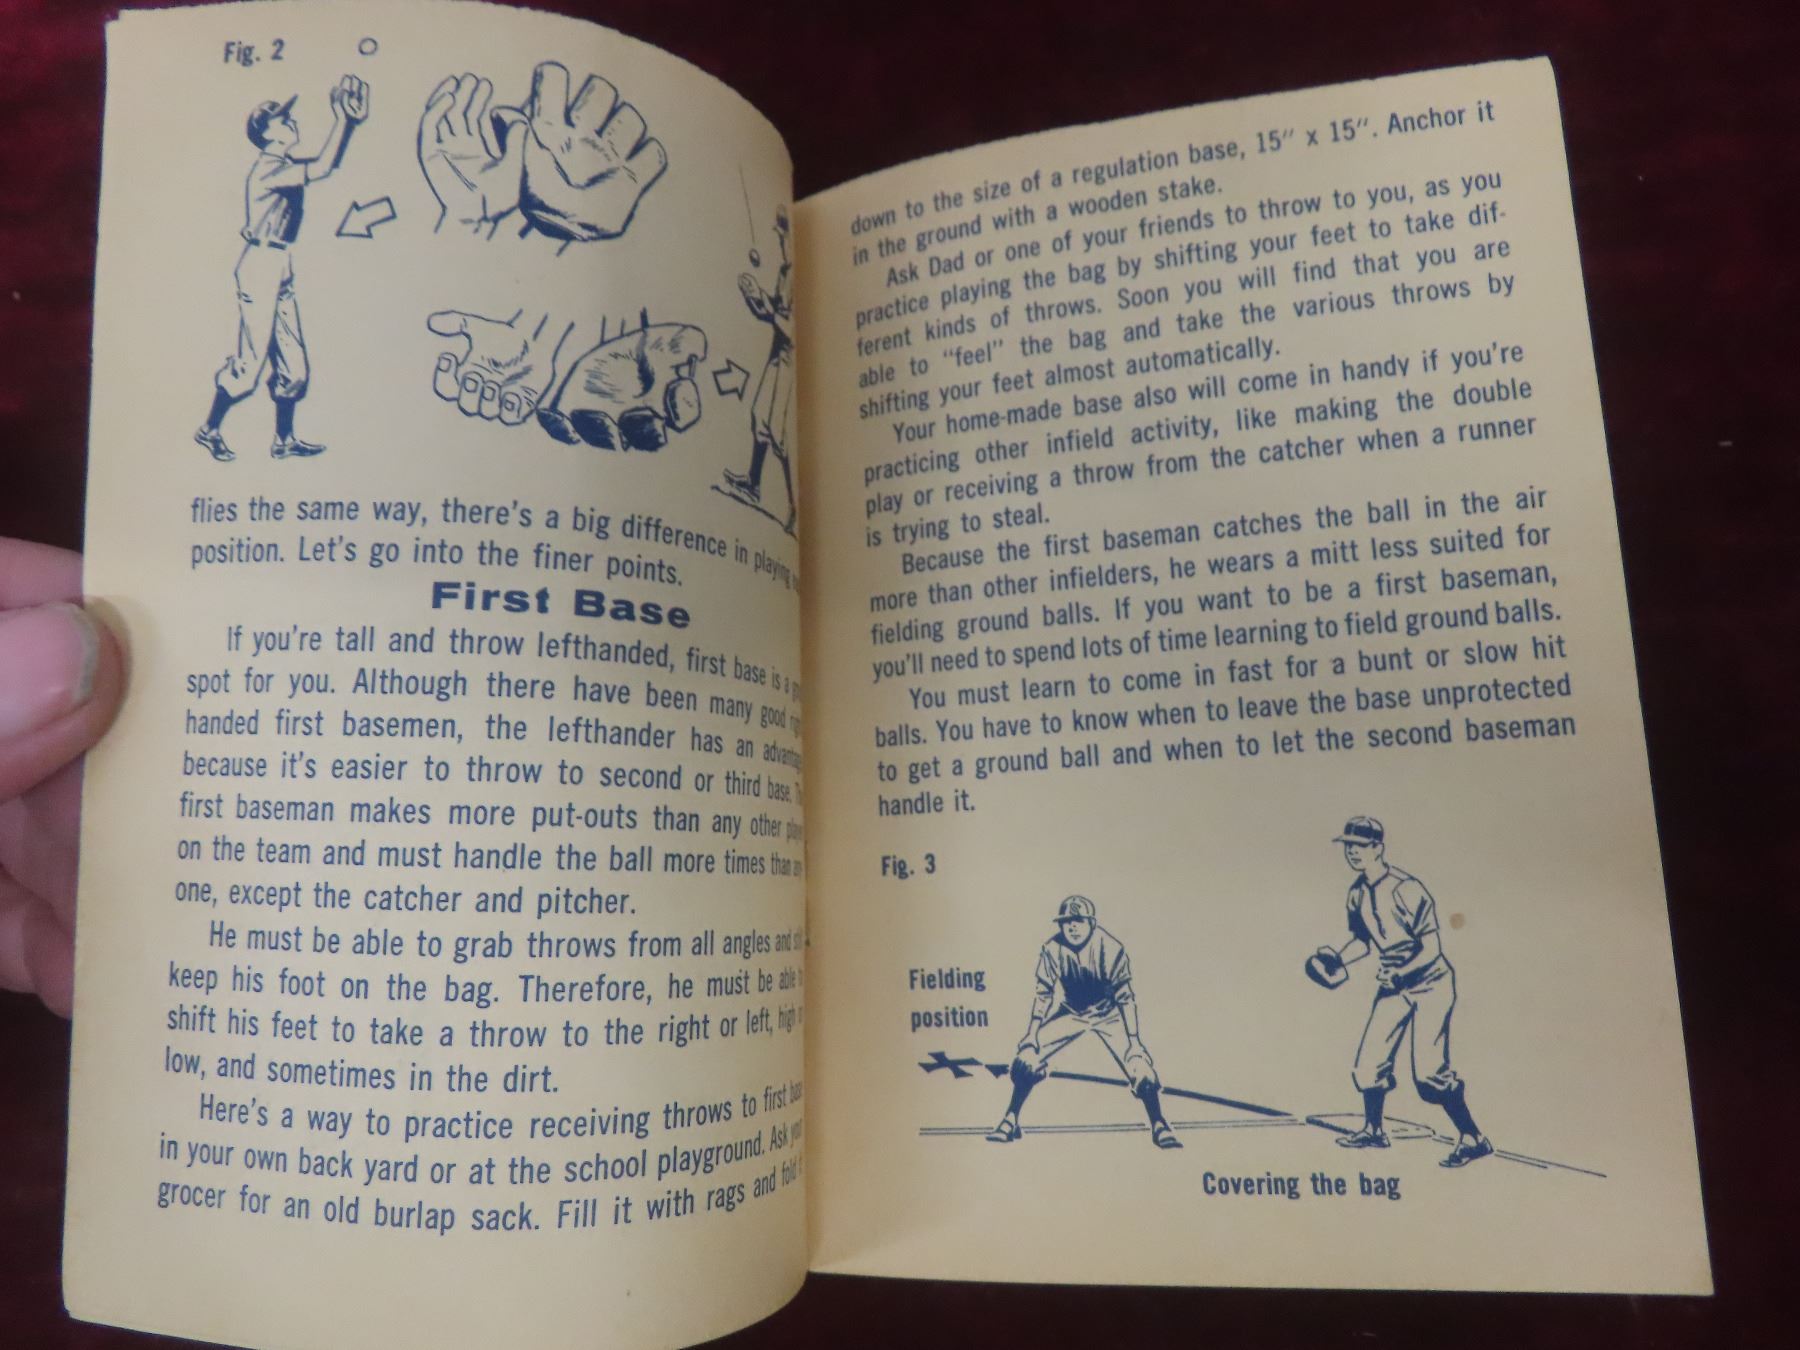 Fig. 2
flies the same way, there's a big difference in playing
position. Let's go into the finer points.
First Base
If you're tall and throw lefthanded, first base is a
spot for you. Although there have been many good
handed first basemen, the lefthander has an advantage
because it's easier to throw to second or third base.
first baseman makes more put-outs than any other
on the team and must handle the ball more times than
one, except the catcher and pitcher.
He must be able to grab throws from all angles and
keep his foot on the bag. Therefore, he must be able
shift his feet to take a throw to the right or left, high
low, and sometimes in the dirt.
Here's a way to practice receiving throws to first
in your own back yard or at the school playground. Ask
grocer for an old burlap sack. Fill it with rags and fold
down to the size of a regulation base, 15" x 15". Anchor it
in the ground with a wooden stake.
Ask Dad or one of your friends to throw to you, as you
practice playing the bag by shifting your feet to take dif-
ferent kinds of throws. Soon you will find that you are
able to "feel" the bag and take the various throws by
shifting your feet almost automatically.
Your home-made base also will come in handy if you're
practicing other infield activity, like making the double
play or receiving a throw from the catcher when a runner
is trying to steal.
Because the first baseman catches the ball in the air
more than other infielders, he wears a mitt less suited for
fielding ground balls. If you want to be a first baseman,
you'll need to spend lots of time learning to field ground balls.
You must learn to come in fast for a bunt or slow hit
balls. You have to know when to leave the base unprotected
to get a ground ball and when to let the second baseman
handle it.
Fig. 3
Fielding
position
Covering the bag